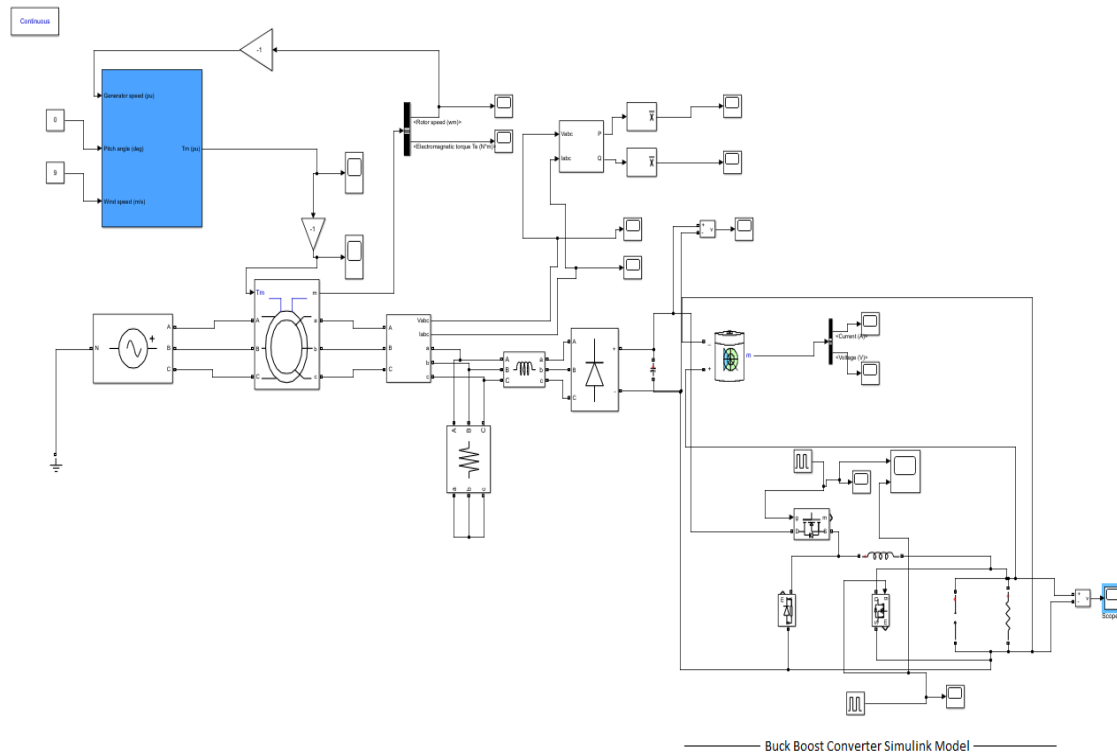 Continuous
-1
Generator speed (pu)
0
Pitch angle (deg)
Tm (pu)
9
Wind speed (m/s)
-1
<Rotor speed (wm)>
<Electromagnetic torque Te (N*m)>
Vabc
P
Iabc
Q
+
v
-
Tm
m
N
+
A
B
C
A
B
C
a
b
c
A
B
C
Vabc
Iabc
a
b
c
A
B
C
a
b
c
A
B
C
+
-
_
+
m
<Current (A)>
<Voltage (V)>
A
B
C
a
b
c
g
m
D
S
E
+
v
-
Scope
Buck Boost Converter Simulink Model